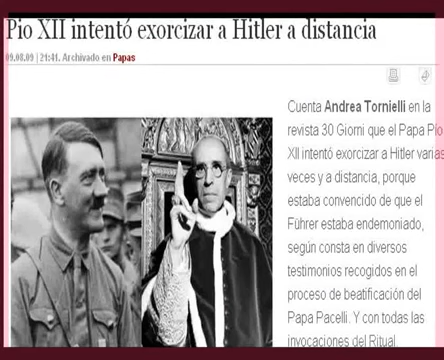 Pio XII intentó exorcizar a Hitler a distancia
09.08.09 | 21:41. Archivado en Papas
Cuenta Andrea Tornielli en la
revista 30 Giorni que el Papa Pío
XII intentó exorcizar a Hitler varias
veces y a distancia, porque
estaba convencido de que el
Führer estaba endemoniado,
según consta en diversos
testimonios recogidos en el
proceso de beatificación del
Papa Pacelli. Y con todas las
invocaciones del Ritual.